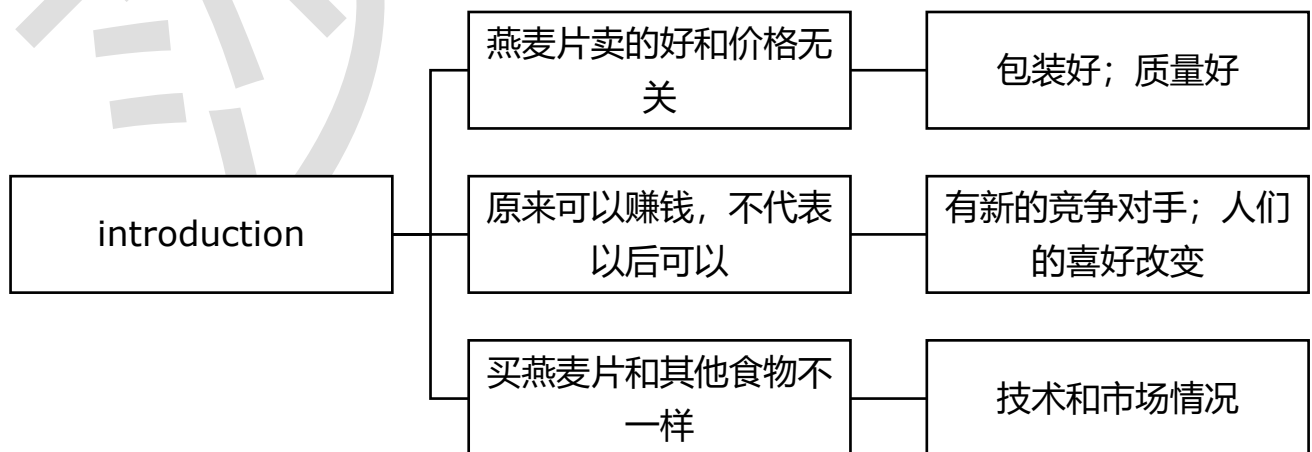 introduction
燕麦片卖的好和价格无
关
包装好；质量好
原来可以赚钱，不代表
以后可以
有新的竞争对手；人们
的喜好改变
买燕麦片和其他食物不
一样
技术和市场情况